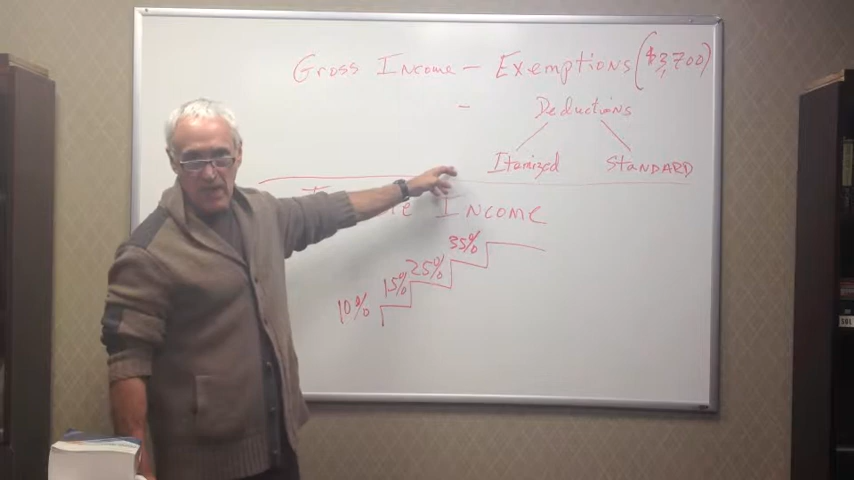 Gross Income - Exemptions ($3,700)
- Deductions
Itemized STANDARD
Income
35%
25%
15%
10%